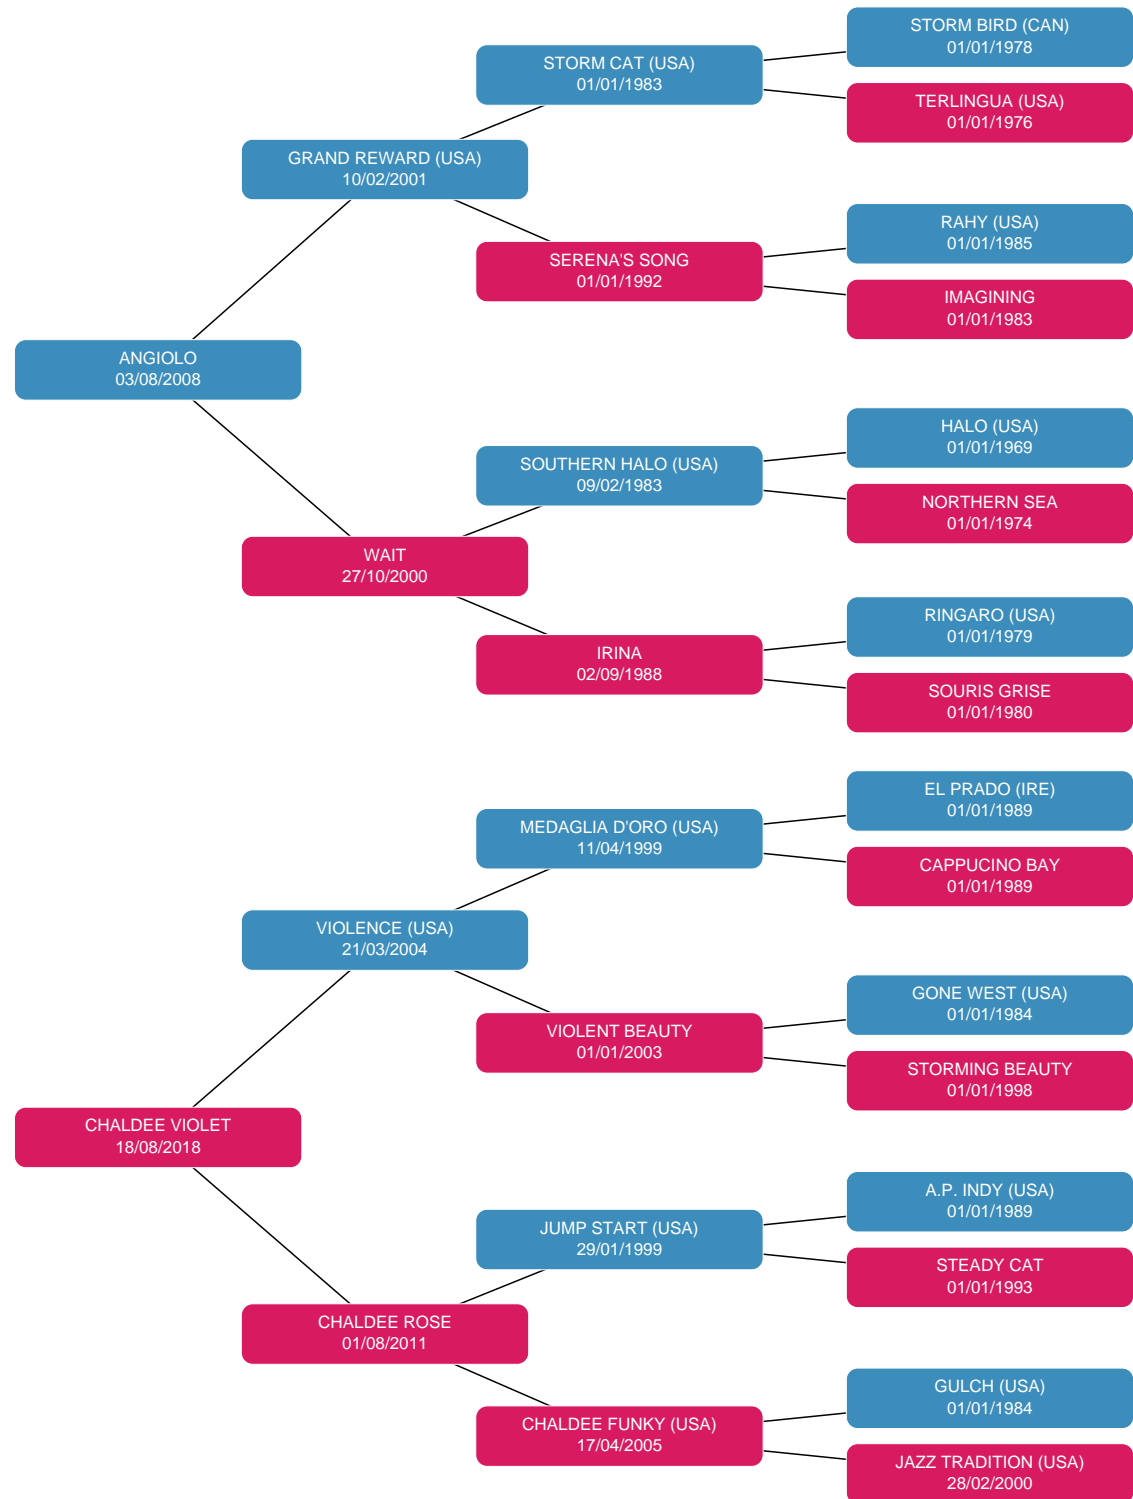 STORM BIRD (CAN)
01/01/1978
STORM CAT (USA)
01/01/1983
TERLINGUA (USA)
01/01/1976
GRAND REWARD (USA)
10/02/2001
RAHY (USA)
01/01/1985
SERENA'S SONG
01/01/1992
IMAGINING
01/01/1983
ANGIOLO
03/08/2008
HALO (USA)
01/01/1969
SOUTHERN HALO (USA)
09/02/1983
NORTHERN SEA
01/01/1974
WAIT
27/10/2000
RINGARO (USA)
01/01/1979
IRINA
02/09/1988
SOURIS GRISE
01/01/1980
EL PRADO (IRE)
01/01/1989
MEDAGLIA D'ORO (USA)
11/04/1999
CAPPUCINO BAY
01/01/1989
VIOLENCE (USA)
21/03/2004
GONE WEST (USA)
01/01/1984
VIOLENT BEAUTY
01/01/2003
STORMING BEAUTY
01/01/1998
CHALDEE VIOLET
18/08/2018
A.P. INDY (USA)
01/01/1989
JUMP START (USA)
29/01/1999
STEADY CAT
01/01/1993
CHALDEE ROSE
01/08/2011
GULCH (USA)
01/01/1984
CHALDEE FUNKY (USA)
17/04/2005
JAZZ TRADITION (USA)
28/02/2000